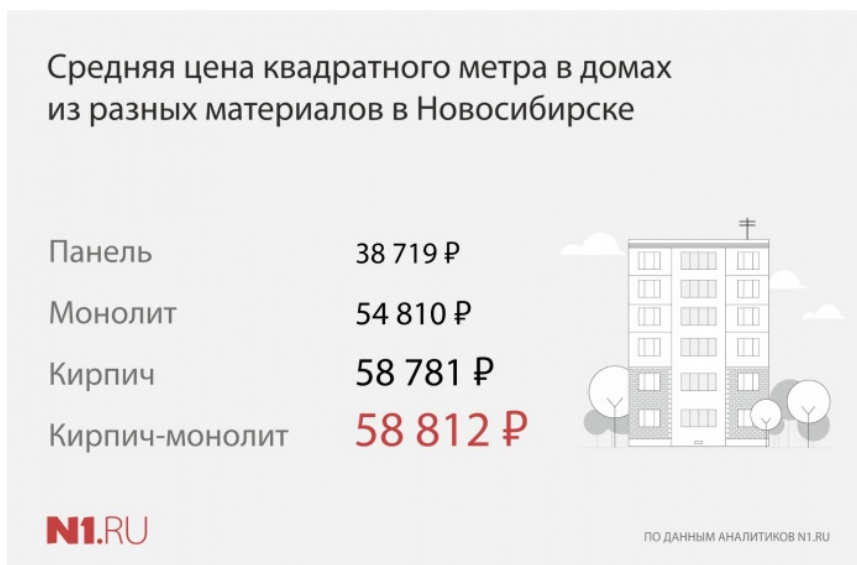 Средняя цена квадратного метра в домах
из разных материалов в Новосибирске
Панель 38 719 ₽
Монолит 54 810 ₽
Кирпич 58 781 ₽
Кирпич-монолит 58 812 ₽
N1.RU
ПО ДАННЫМ АНАЛИТИКОВ N1.RU